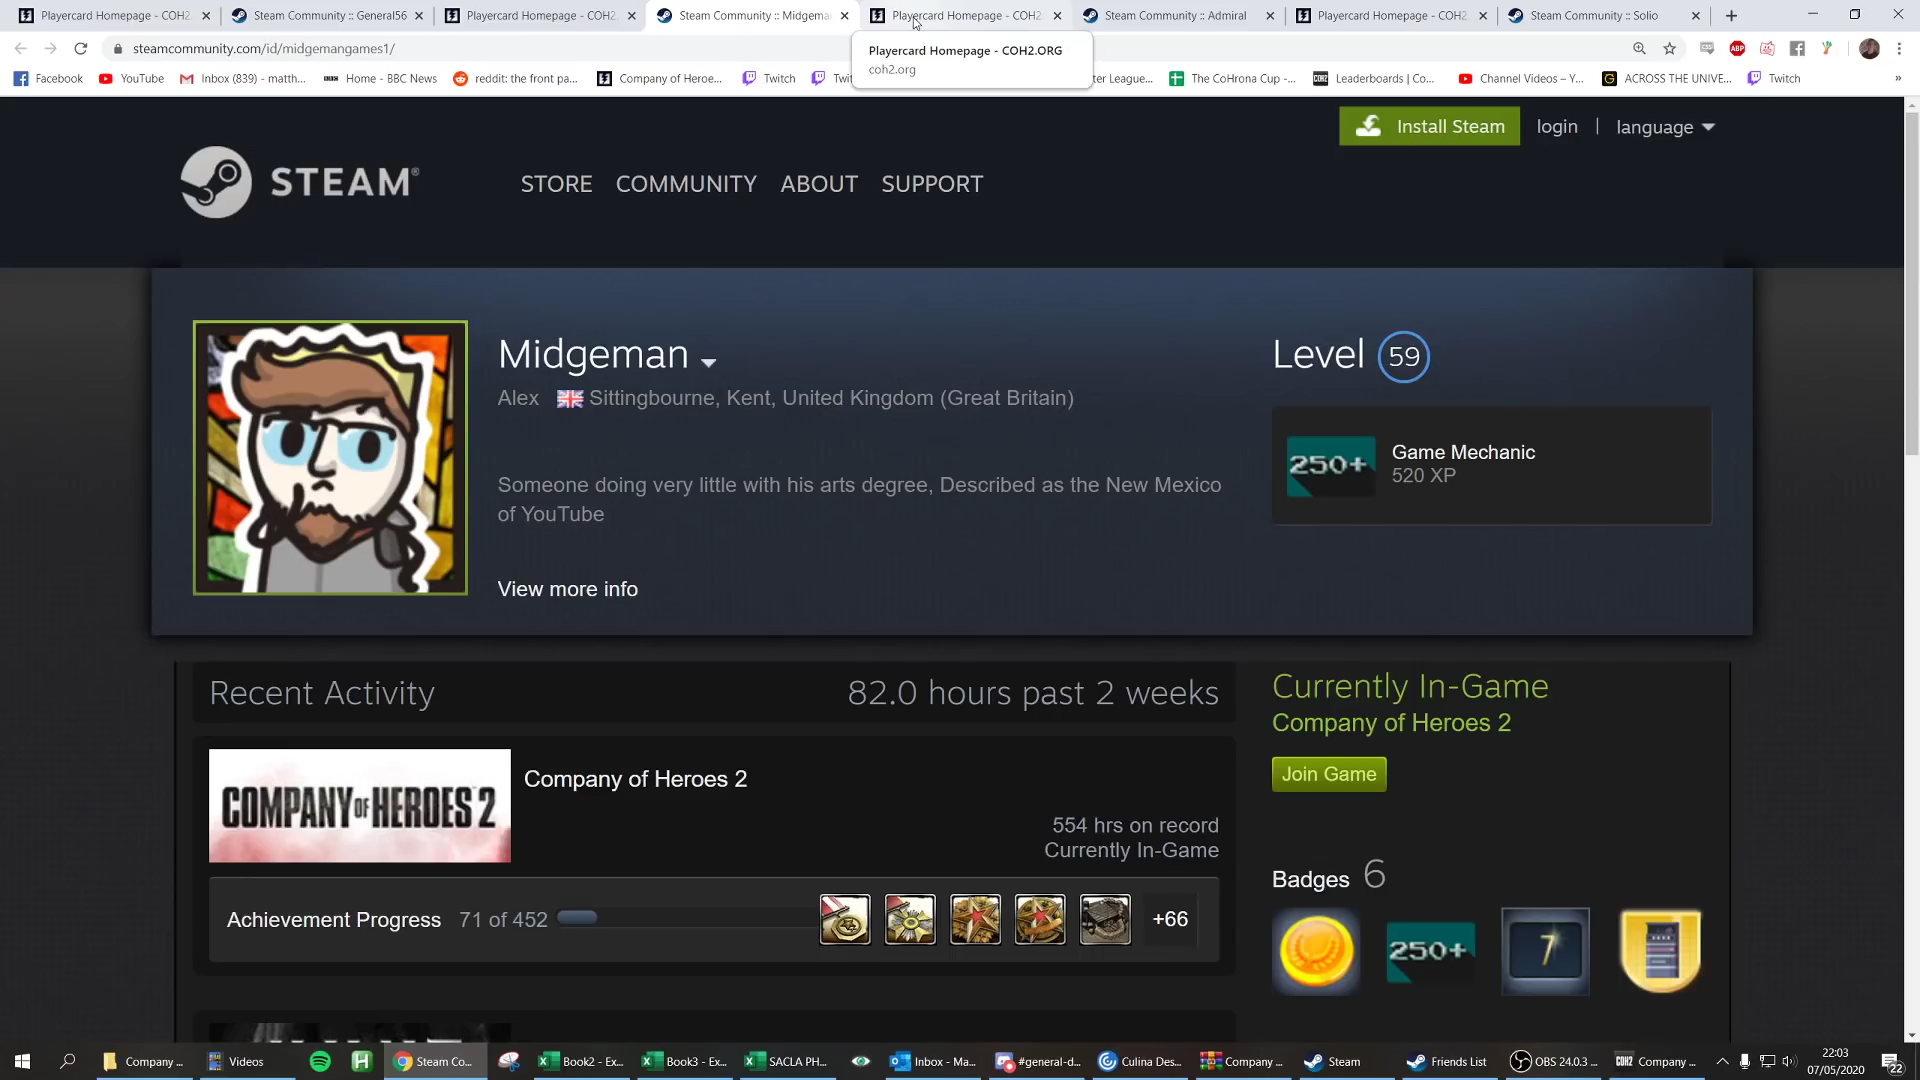 Playercard Homepage - COH2.
Steam Community :: General56
Playercard Homepage - COH2.
Steam Community :: Midgema
Playercard Homepage - COH2.
Steam Community :: Admiral
Playercard Homepage - COH2.
Steam Community :: Solio
steamcommunity.com/id/midgemangames1/
Playercard Homepage - COH2.ORG
coh2.org
Facebook
YouTube
Inbox (839) - matth...
Home - BBC News
reddit: the front pa...
Company of Heroe...
Twitch
Twit
ter League...
The CoHrona Cup -...
Leaderboards | Co...
Channel Videos - Y...
ACROSS THE UNIVE...
Twitch
Install Steam
login | language
STEAM®
STORE COMMUNITY ABOUT SUPPORT
Midgeman
Alex Sittingbourne, Kent, United Kingdom (Great Britain)
Someone doing very little with his arts degree, Described as the New Mexico
of YouTube
View more info
Level 59
250+
Game Mechanic
520 XP
Recent Activity 82.0 hours past 2 weeks
COMPANY OF HEROES 2
Company of Heroes 2
554 hrs on record
Currently In-Game
Achievement Progress 71 of 452 +66
Currently In-Game
Company of Heroes 2
Join Game
Badges 6
250+
7
Company ...
Videos
Steam Co...
Book2 - Ex...
Book3 - Ex...
SACLA PH...
Inbox - Ma...
#general-d...
Culina Des...
Company ...
Steam
Friends List
OBS 24.0.3 ...
Company ...
22:03
07/05/2020
22